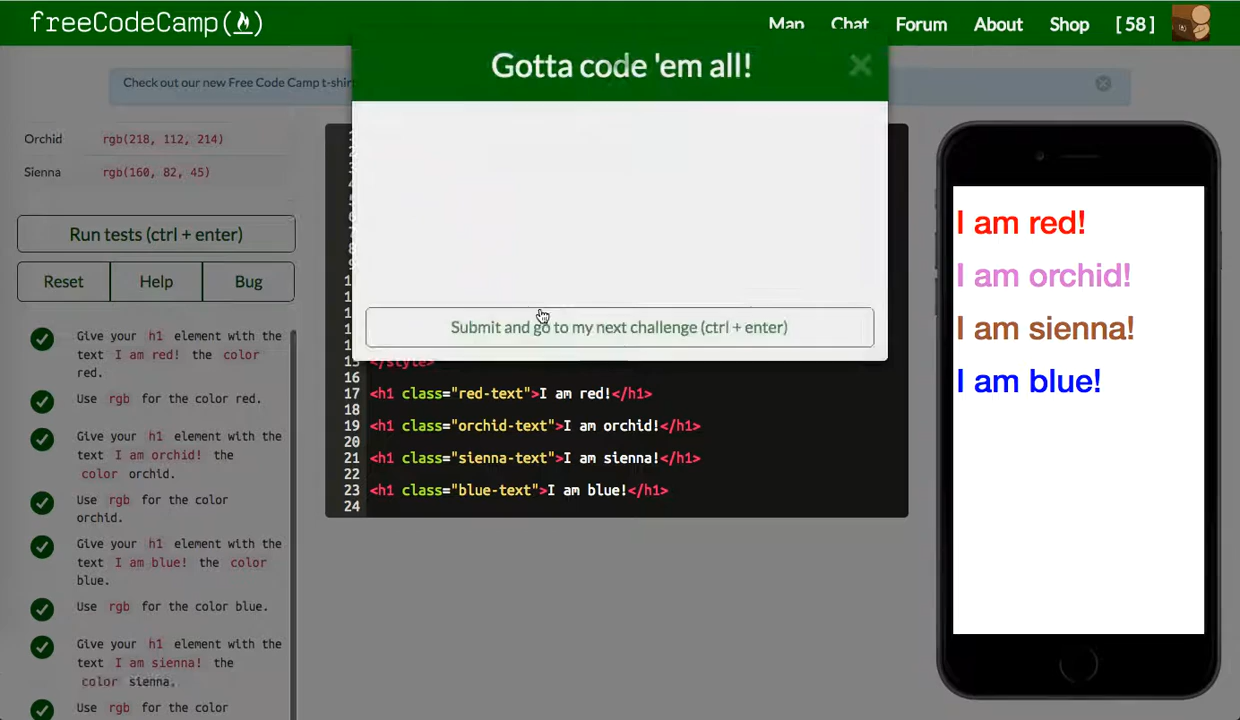 freeCodeCamp
Map
Chat
Forum
About
Shop
[ 58 ]
Gotta code 'em all!
Check out our new Free Code Camp t-shir
Orchid
rgb(218, 112, 214)
Sienna
rgb(160, 82, 45)
Run tests (ctrl + enter)
Reset
Help
Bug
Give your h1 element with the
text I am red! the color
red.
Use rgb for the color red.
Give your h1 element with the
text I am orchid! the
color orchid.
Use rgb for the color
orchid.
Give your h1 element with the
text I am blue! the color
blue.
Use rgb for the color blue.
Give your h1 element with the
text I am sienna! the
color sienna.
Use rgb for the color
Submit and go to my next challenge (ctrl + enter)
15 </style>
16
17 <h1 class="red-text">I am red!</h1>
18
19 <h1 class="orchid-text">I am orchid!</h1>
20
21 <h1 class="sienna-text">I am sienna!</h1>
22
23 <h1 class="blue-text">I am blue!</h1>
24
I am red!
I am orchid!
I am sienna!
I am blue!